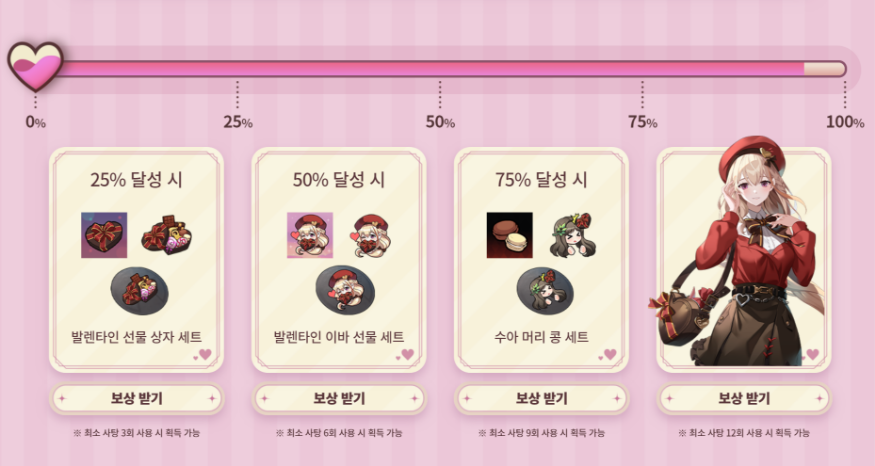 0% 25% 50% 75% 100%
25% 달성 시
발렌타인 선물 상자 세트
보상 받기
※ 최소 사탕 3회 사용 시 획득 가능
50% 달성 시
발렌타인 이바 선물 세트
보상 받기
※ 최소 사탕 6회 사용 시 획득 가능
75% 달성 시
수아 머리 콩 세트
보상 받기
※ 최소 사탕 9회 사용 시 획득 가능
보상 받기
※ 최소 사탕 12회 사용 시 획득 가능